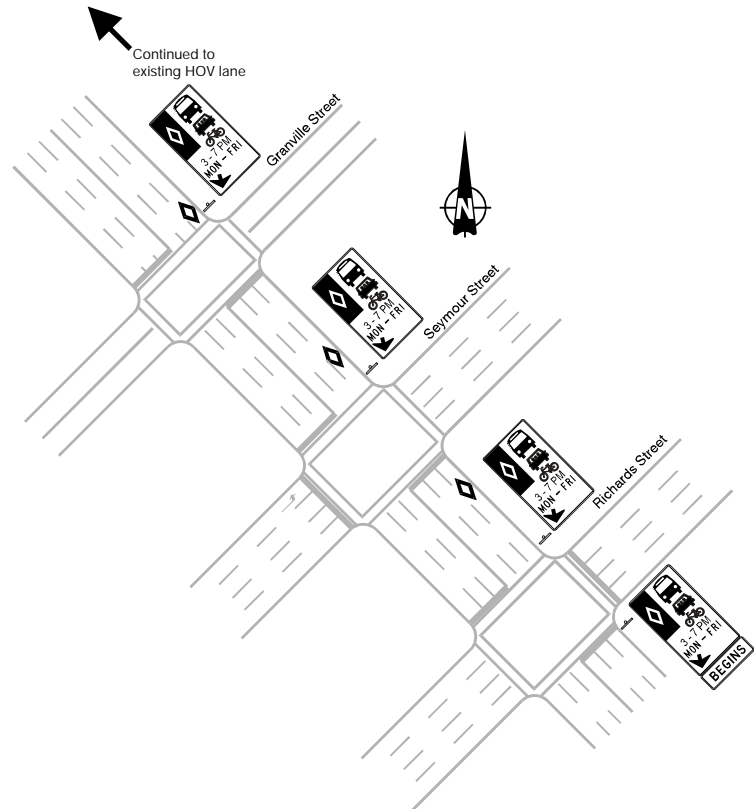 Continued to
existing HOV lane
3 - 7 PM
MON - FRI
Granville Street
N
3 - 7 PM
MON - FRI
Seymour Street
3 - 7 PM
MON - FRI
Richards Street
3 - 7 PM
MON - FRI
BEGINS